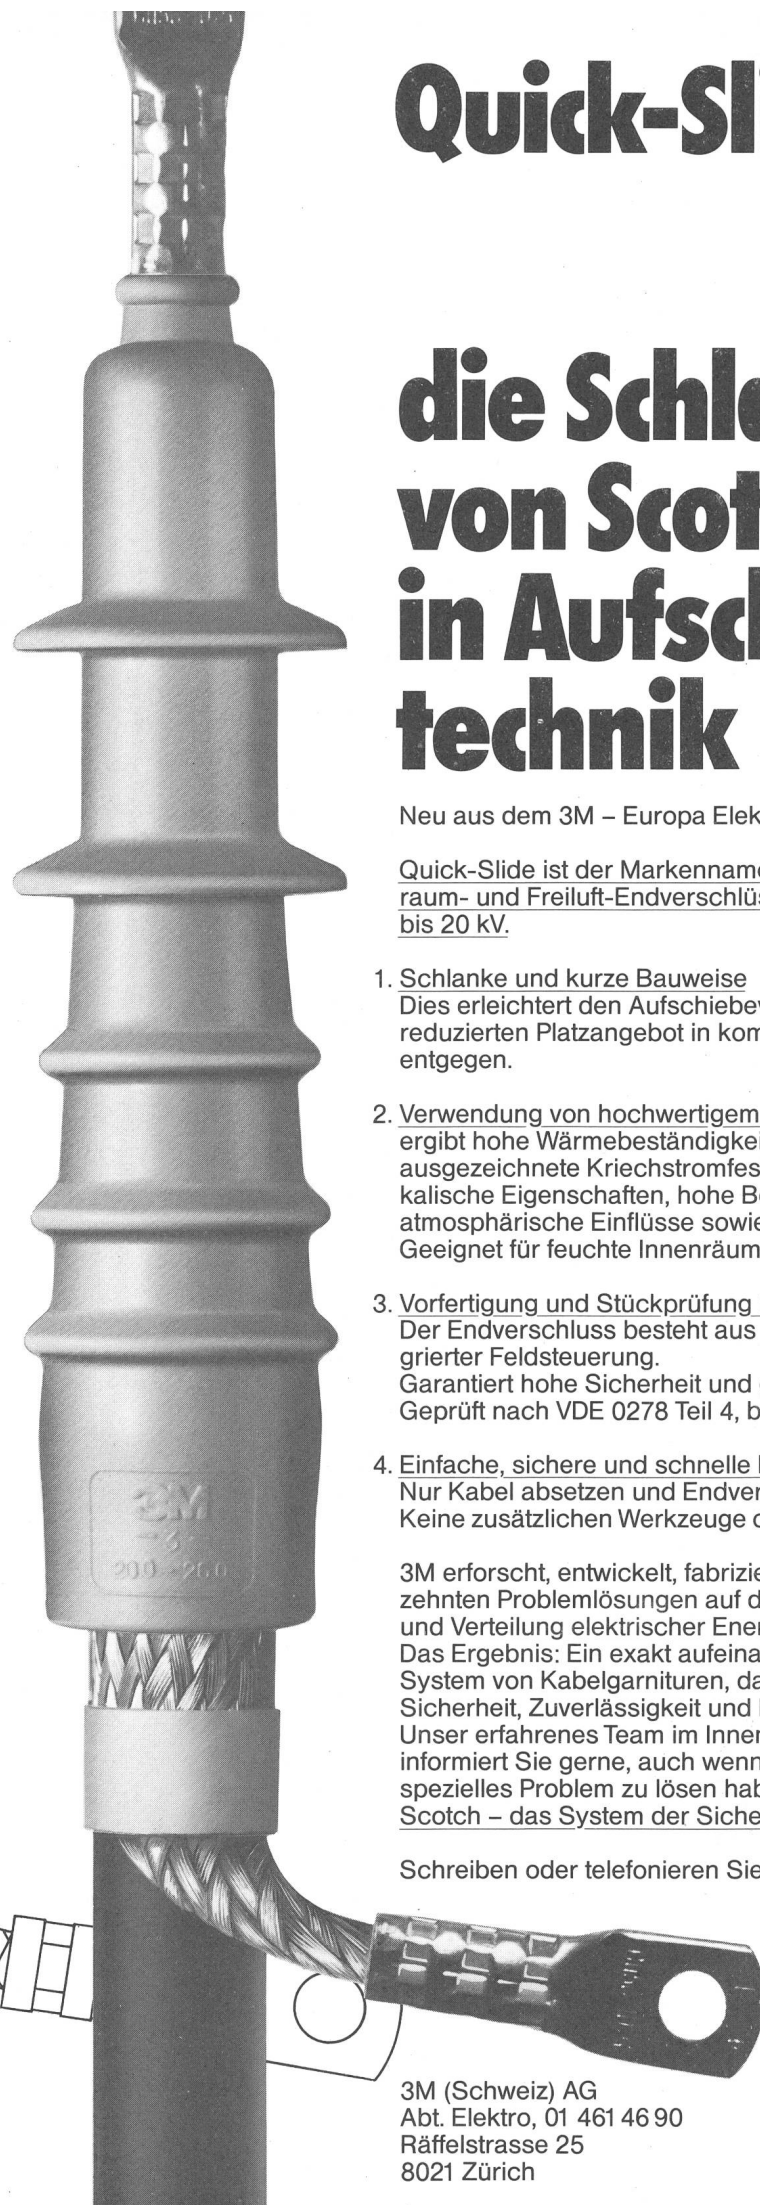 Quick-Sl
die Schl
von Scot
in Aufsc
technik
Neu aus dem 3M – Europa Elek
Quick-Slide ist der Markenname
raum- und Freiluft-Endverschlüs
bis 20 kV.
1. Schlanke und kurze Bauweise
Dies erleichtert den Aufschiebev
reduzierten Platzangebot in kom
entgegen.
2. Verwendung von hochwertigem
ergibt hohe Wärmebeständigkei
ausgezeichnete Kriechstromfes
kalische Eigenschaften, hohe Be
atmosphärische Einflüsse sowie
Geeignet für feuchte Innenräum
3. Vorfertigung und Stückprüfung
Der Endverschluss besteht aus
grierter Feldsteuerung.
Garantiert hohe Sicherheit und
Geprüft nach VDE 0278 Teil 4, b
4. Einfache, sichere und schnelle
Nur Kabel absetzen und Endver
Keine zusätzlichen Werkzeuge o
3M erforscht, entwickelt, fabrizie
zehnten Problemlösungen auf d
und Verteilung elektrischer Ener
Das Ergebnis: Ein exakt aufeina
System von Kabelgarnituren, da
Sicherheit, Zuverlässigkeit und
Unser erfahrenes Team im Inner
informiert Sie gerne, auch wenn
spezielles Problem zu lösen hab
Scotch – das System der Siche
Schreiben oder telefonieren Sie
3M (Schweiz) AG
Abt. Elektro, 01 461 46 90
Räffelstrasse 25
8021 Zürich
3M